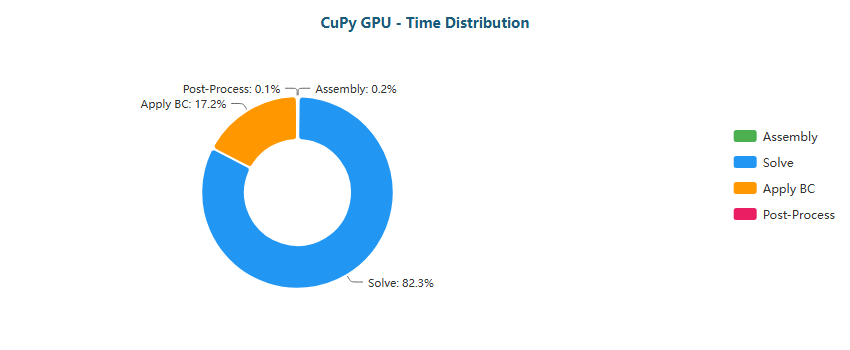 CuPy GPU - Time Distribution
Post-Process: 0.1%
Assembly: 0.2%
Apply BC: 17.2%
Solve: 82.3%
Assembly
Solve
Apply BC
Post-Process